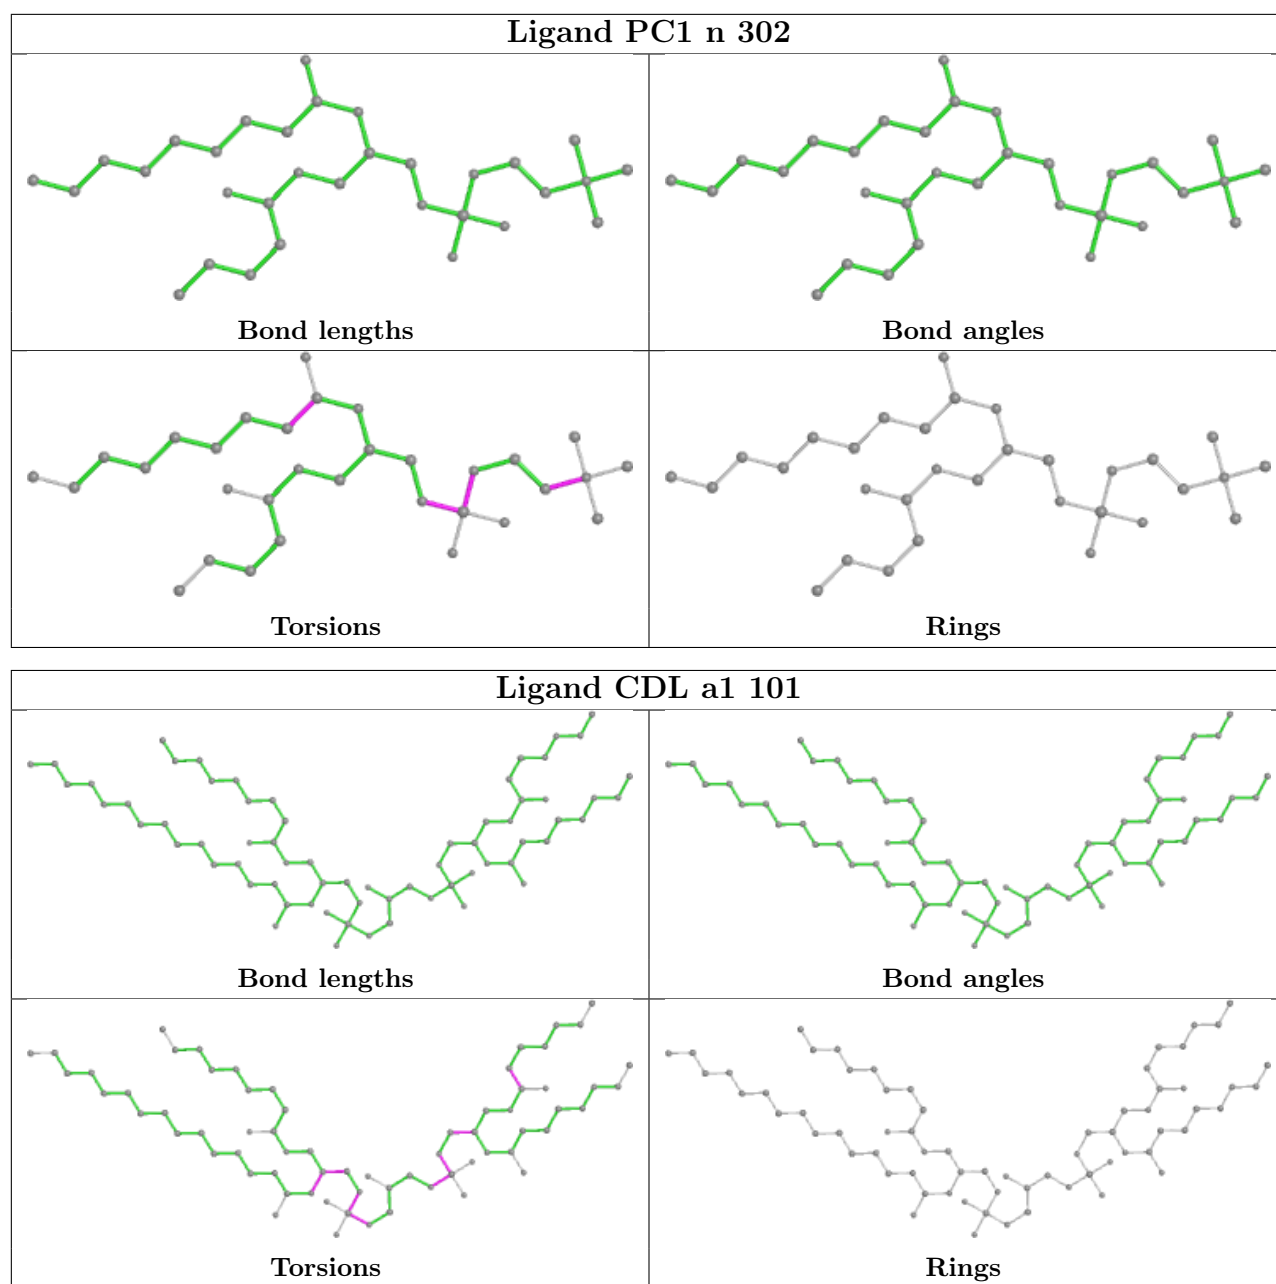 Ligand PC1 n 302
Bond lengths
Bond angles
Torsions
Rings
Ligand CDL a1 101
Bond lengths
Bond angles
Torsions
Rings